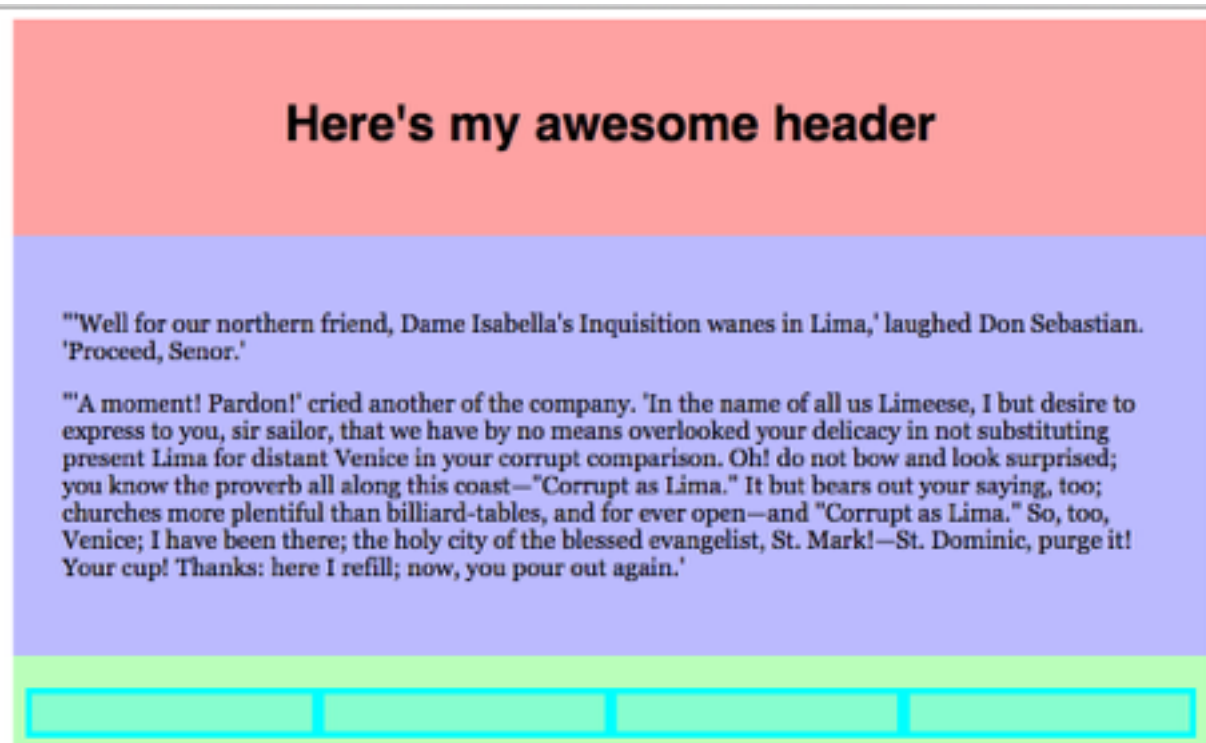 Here's my awesome header
"'Well for our northern friend, Dame Isabella's Inquisition wanes in Lima,' laughed Don Sebastian.
'Proceed, Senor.'
"'A moment! Pardon!' cried another of the company. 'In the name of all us Limeese, I but desire to
express to you, sir sailor, that we have by no means overlooked your delicacy in not substituting
present Lima for distant Venice in your corrupt comparison. Oh! do not bow and look surprised;
you know the proverb all along this coast—"Corrupt as Lima." It but bears out your saying, too;
churches more plentiful than billiard-tables, and for ever open—and "Corrupt as Lima." So, too,
Venice; I have been there; the holy city of the blessed evangelist, St. Mark!—St. Dominic, purge it!
Your cup! Thanks: here I refill; now, you pour out again.'